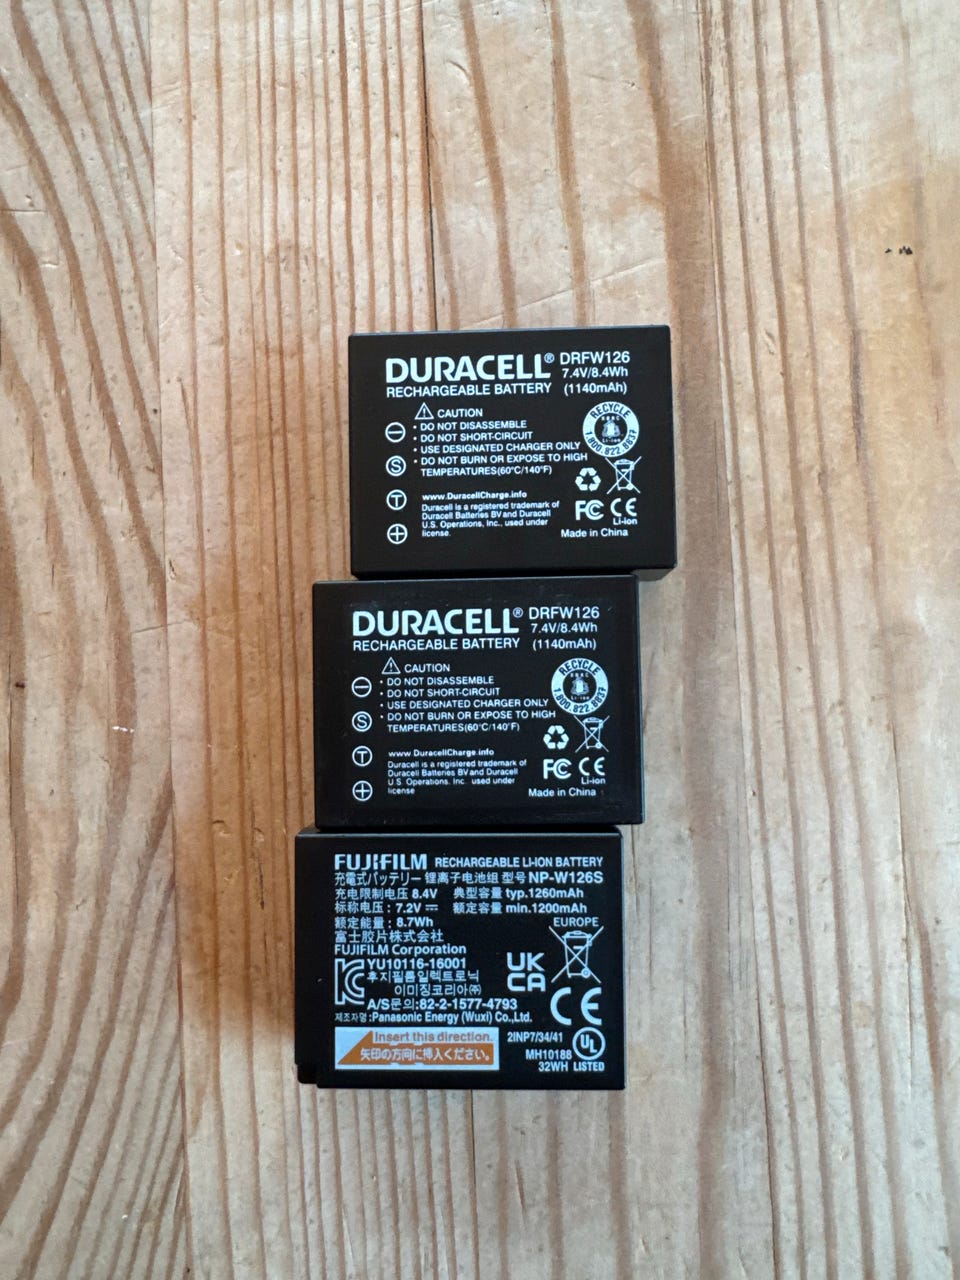 DURACELL® DRFW126
7.4V/8.4Wh
RECHARGEABLE BATTERY (1140mAh)
CAUTION
• DO NOT DISASSEMBLE
• DO NOT SHORT-CIRCUIT
• USE DESIGNATED CHARGER ONLY
• DO NOT BURN OR EXPOSE TO HIGH
TEMPERATURES(60°C/140°F)
RECYCLE
Li-ion
1.800.822.8837
S
T
www.DuracellCharge.info
Duracell is a registered trademark of
Duracell Batteries BV and Duracell
U.S. Operations, Inc., used under
license.
FC CE
Li-ion
Made in China
DURACELL® DRFW126
7.4V/8.4Wh
RECHARGEABLE BATTERY (1140mAh)
CAUTION
• DO NOT DISASSEMBLE
• DO NOT SHORT-CIRCUIT
• USE DESIGNATED CHARGER ONLY
• DO NOT BURN OR EXPOSE TO HIGH
TEMPERATURES(60°C/140°F)
RECYCLE
Li-ion
1.800.822.8837
S
T
www.DuracellCharge.info
Duracell is a registered trademark of
Duracell Batteries BV and Duracell
U.S. Operations, Inc. used under
license
FC CE
Li-ion
Made in China
FUJIFILM RECHARGEABLE LI-ION BATTERY
充電式バッテリー 锂离子电池组 型号 NP-W126S
充电限制电压 8.4V 典型容量 typ.1260mAh
标称电压：7.2V 额定容量 min.1200mAh
额定能量：8.7Wh
EUROPE
富士胶片株式会社
FUJIFILM Corporation
YU10116-16001
후지필름일렉트로닉
이미징코리아㈜
A/S문의:82-2-1577-4793
제조자명:Panasonic Energy (Wuxi) Co.,Ltd.
UK
CA
CE
Insert this direction.
矢印の方向に挿入ください。
2INP7/34/41
UL
MH10188
32WH LISTED